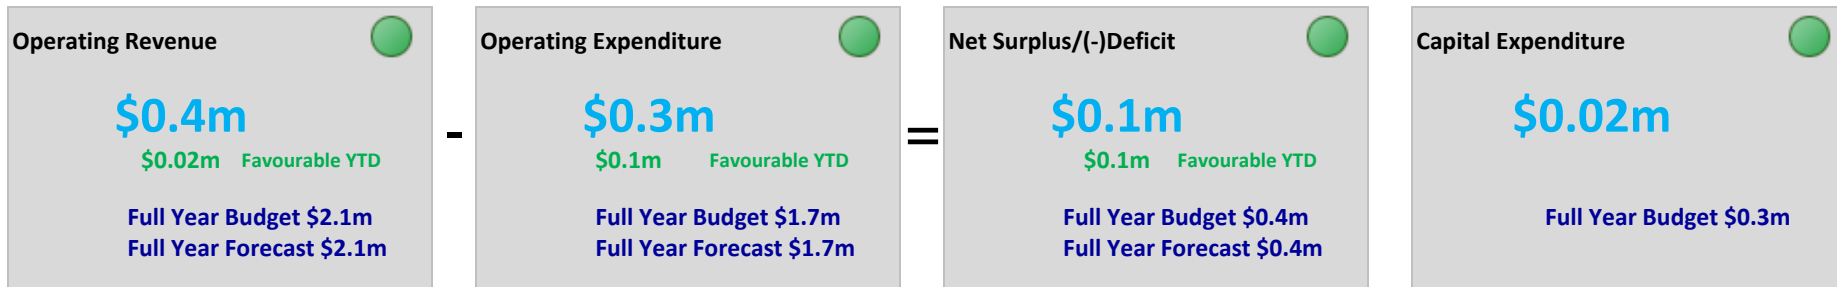 Operating Revenue
$0.4m
$0.02m Favourable YTD
Full Year Budget $2.1m
Full Year Forecast $2.1m
-
Operating Expenditure
$0.3m
$0.1m Favourable YTD
Full Year Budget $1.7m
Full Year Forecast $1.7m
=
Net Surplus/(-)Deficit
$0.1m
$0.1m Favourable YTD
Full Year Budget $0.4m
Full Year Forecast $0.4m
Capital Expenditure
$0.02m
Full Year Budget $0.3m